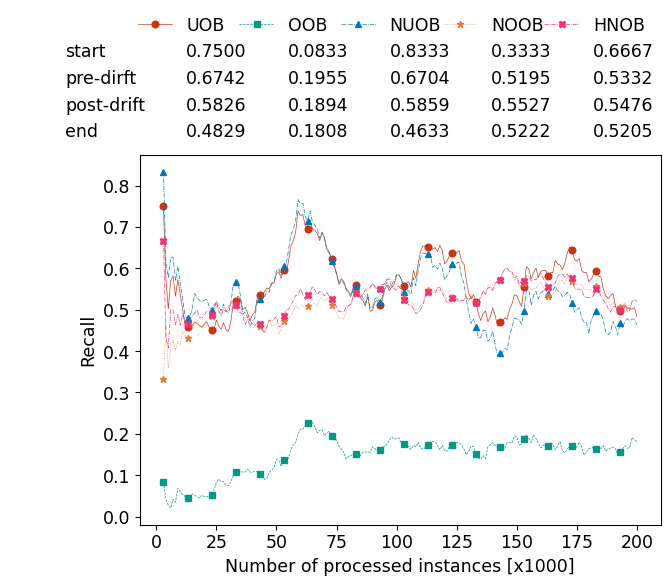 UOB OOB NUOB NOOB HNOB
start 0.7500 0.0833 0.8333 0.3333 0.6667
pre-dirft 0.6742 0.1955 0.6704 0.5195 0.5332
post-drift 0.5826 0.1894 0.5859 0.5527 0.5476
end 0.4829 0.1808 0.4633 0.5222 0.5205
0.8
0.7
0.6
0.5
0.4
0.3
0.2
0.1
0.0
Recall
0 25 50 75 100 125 150 175 200
Number of processed instances [x1000]